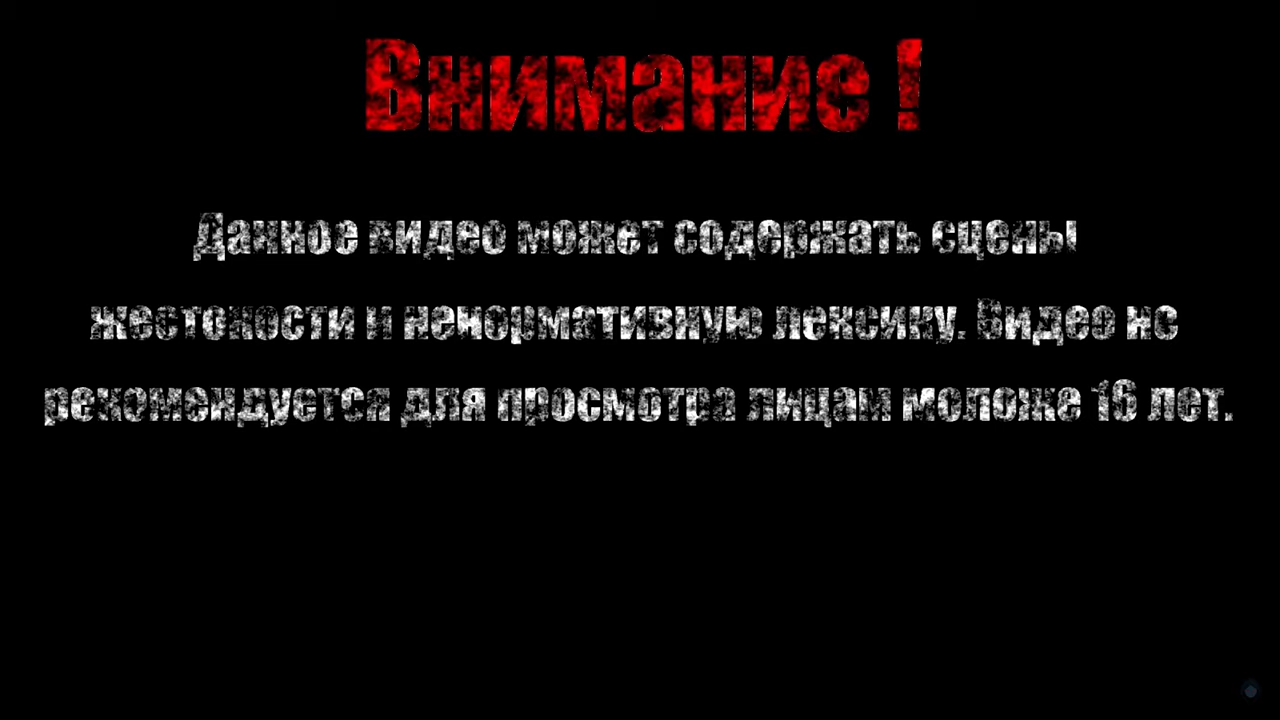 Внимание !
Данное видео может содержать сцены
жестокости и ненормативную лексику. Видео не
рекомендуется для просмотра лицам моложе 16 лет.